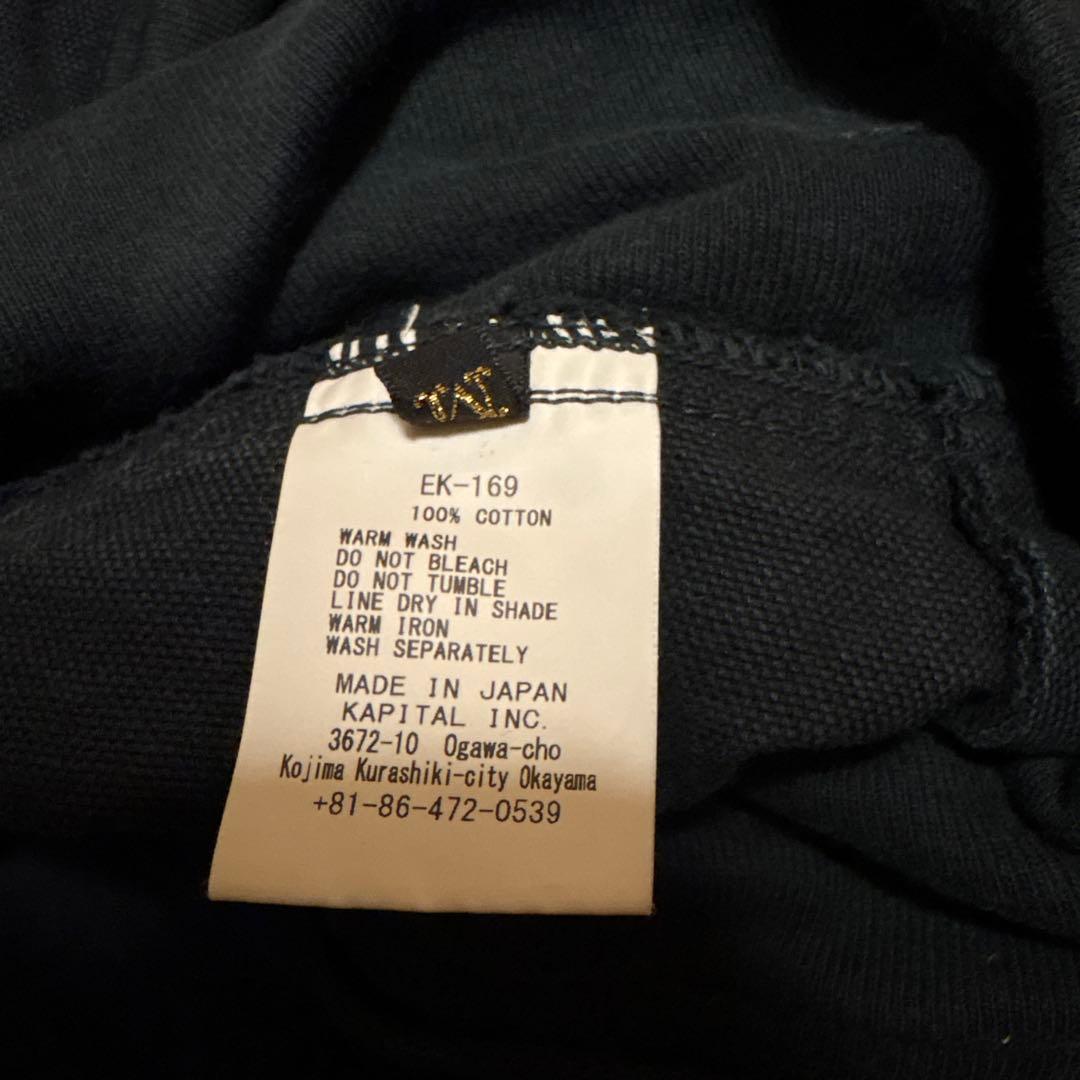 EK-169
100% COTTON
WARM WASH
DO NOT BLEACH
DO NOT TUMBLE
LINE DRY IN SHADE
WARM IRON
WASH SEPARATELY
MADE IN JAPAN
KAPITAL INC.
3672-10 Ogawa-cho
Kojima Kurashiki-city Okayama
+81-86-472-0539